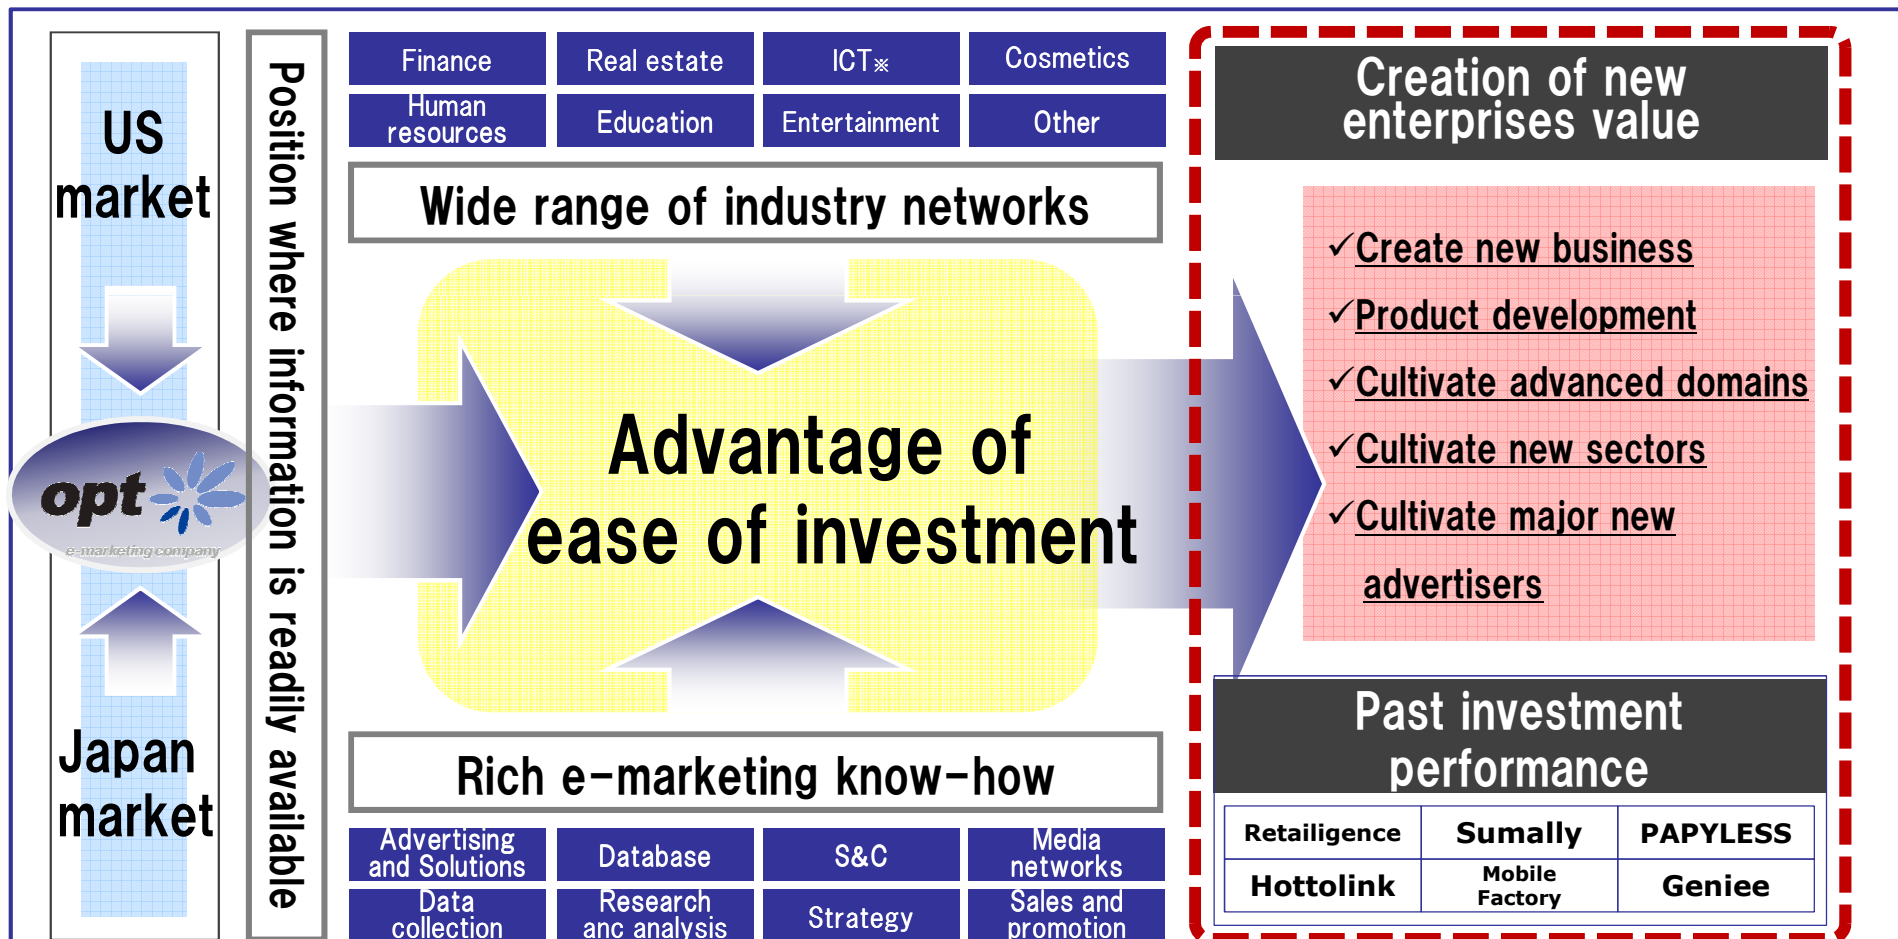 US
market
opt
e-marketing company
Japan
market
Position where information is readily available
Finance
Real estate
ICT※
Cosmetics
Human
resources
Education
Entertainment
Other
Wide range of industry networks
Advantage of
ease of investment
Rich e-marketing know-how
Advertising
and Solutions
Database
S&C
Media
networks
Data
collection
Research
anc analysis
Strategy
Sales and
promotion
Creation of new
enterprises value
✓Create new business
✓Product development
✓Cultivate advanced domains
✓Cultivate new sectors
✓Cultivate major new
advertisers
Past investment
performance
Retailigence
Sumally
PAPYLESS
Hottolink
Mobile
Factory
Geniee